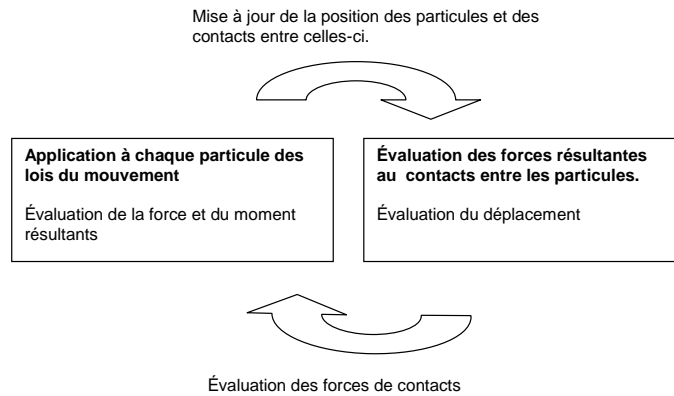 Mise à jour de la position des particules et des
contacts entre celles-ci.
Application à chaque particule des
lois du mouvement
Évaluation de la force et du moment
résultants
Évaluation des forces résultantes
au contacts entre les particules.
Évaluation du déplacement
Évaluation des forces de contacts